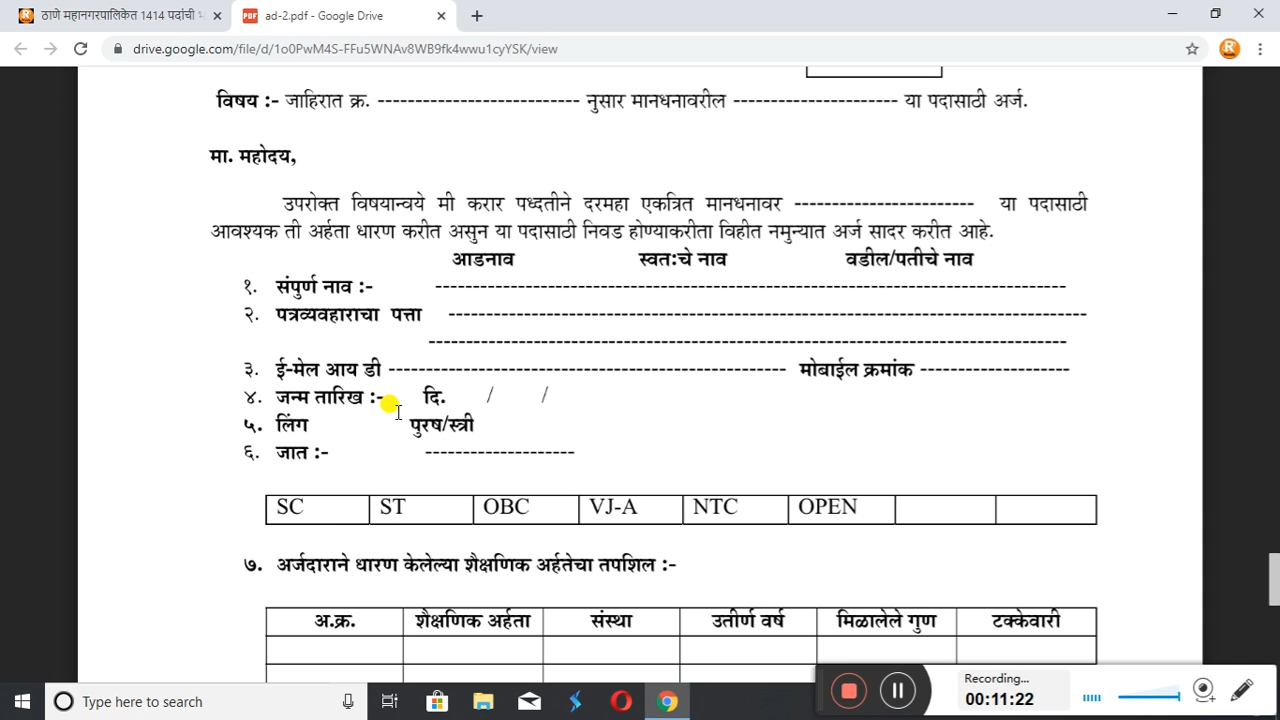 ठाणे महानगरपालिकेत 1414 पदांची भ
ad-2.pdf - Google Drive
drive.google.com/file/d/1o0PwM4S-FFu5WNAv8WB9fk4wwu1cyYSK/view
विषय :- जाहिरात क्र. --------------------------- नुसार मानधनावरील ---------------------- या पदासाठी अर्ज.
मा. महोदय,
उपरोक्त विषयान्वये मी करार पध्दतीने दरमहा एकत्रित मानधनावर ------------------------ या पदासाठी
आवश्यक ती अर्हता धारण करीत असुन या पदासाठी निवड होण्याकरीता विहीत नमुन्यात अर्ज सादर करीत आहे.
आडनाव स्वतःचे नाव वडील/पतीचे नाव
१. संपुर्ण नाव :- ------------------------------------------------------------------------------------
२. पत्रव्यवहाराचा पत्ता -------------------------------------------------------------------------------------
-------------------------------------------------------------------------------------
३. ई-मेल आय डी ----------------------------------------------------- मोबाईल क्रमांक --------------------
४. जन्म तारिख :- दि. / /
५. लिंग पुरष/स्त्री
६. जात :- --------------------
SC ST OBC VJ-A NTC OPEN
७. अर्जदाराने धारण केलेल्या शैक्षणिक अर्हतेचा तपशिल :-
अ.क्र. शैक्षणिक अर्हता संस्था उतीर्ण वर्ष मिळालेले गुण टक्केवारी
Recording...
00:11:22
Type here to search